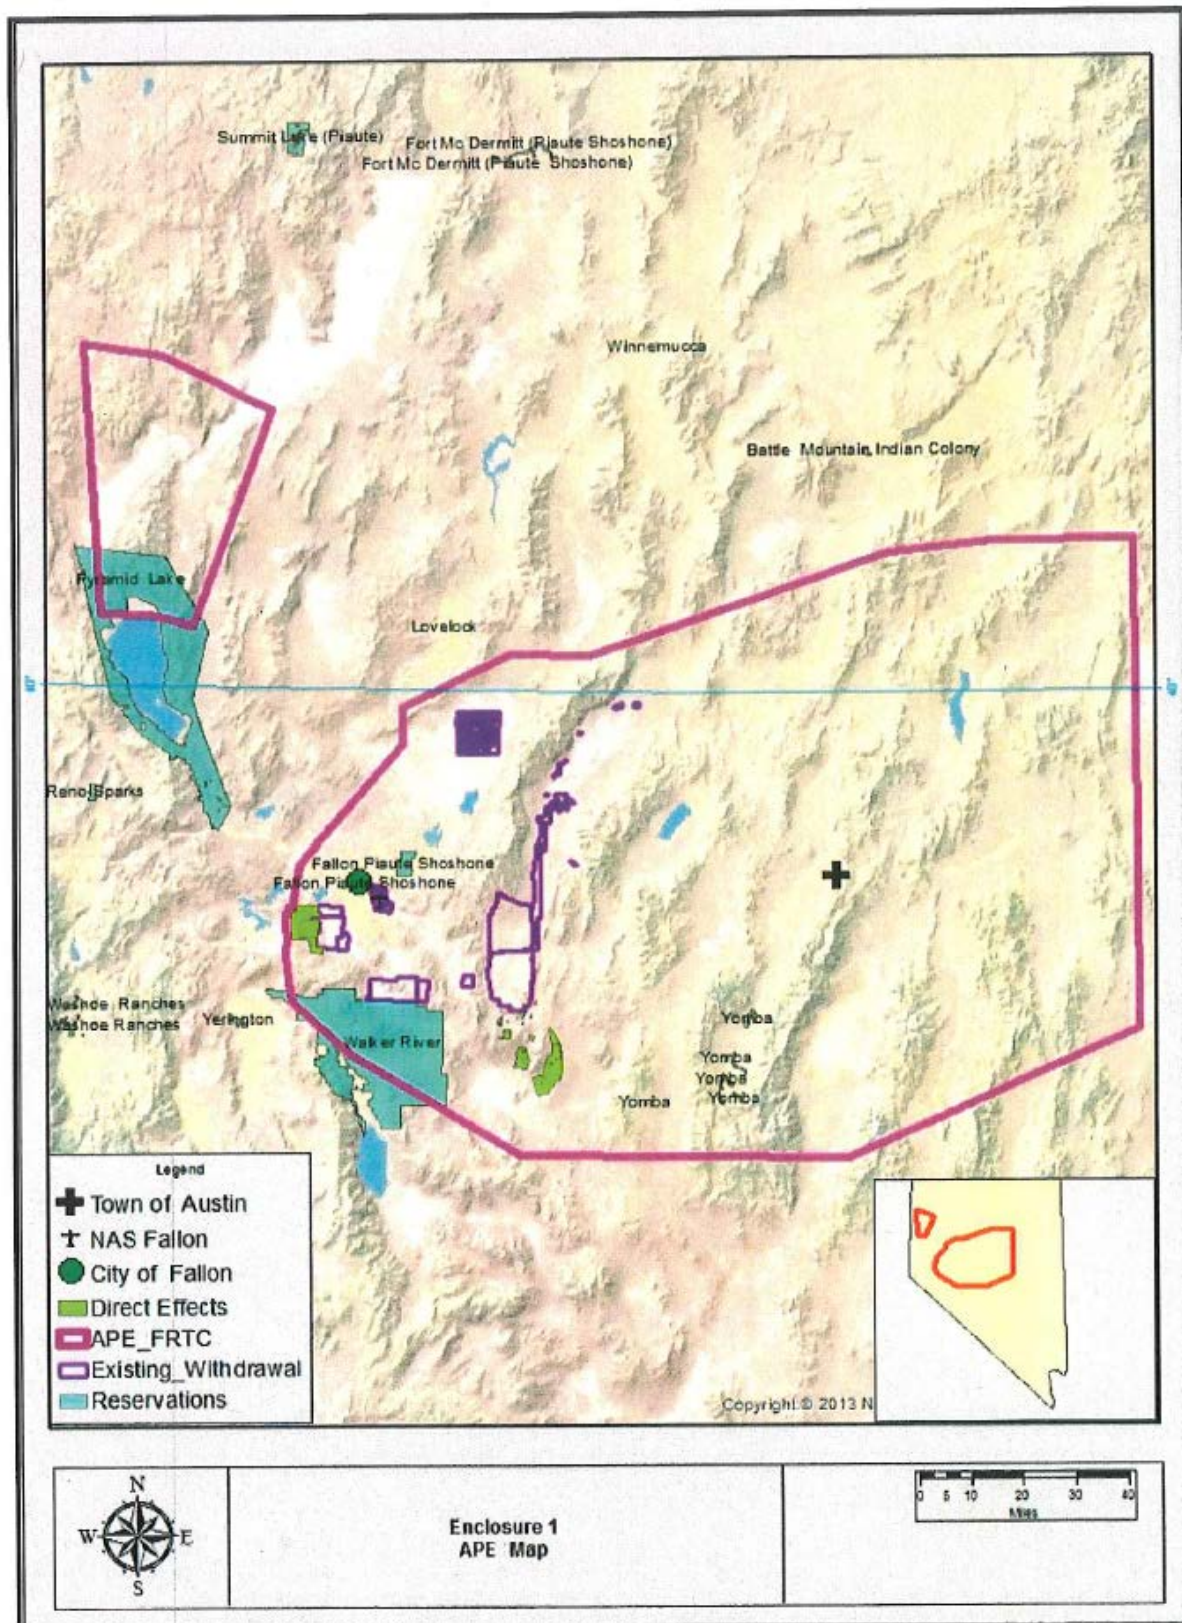 Summit Lake (Piaute)
Fort Mc Dermitt (Piaute Shoshone)
Fort Mc Dermitt (Piaute Shoshone)
Winnemucca
Battle Mountain Indian Colony
Pyramid Lake
Lovelock
40°
40°
Reno-Sparks
Fallon Piaute Shoshone
Fallon Piaute Shoshone
Washoe Ranches
Washoe Ranches
Yerington
Walker River
Yomba
Yomba
Yomba
Yomba
Yomba
Legend
Town of Austin
NAS Fallon
City of Fallon
Direct Effects
APE_FRTC
Existing_Withdrawal
Reservations
Copyright:© 2013 N
N
W
E
S
Enclosure 1
APE Map
0 5 10 20 30 40
Miles